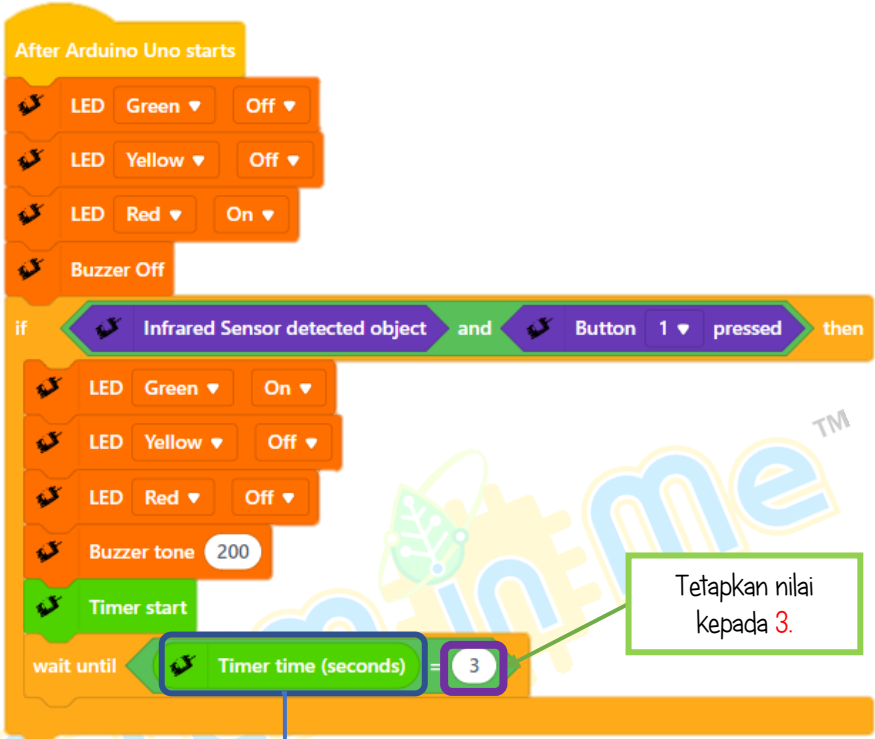 After Arduino Uno starts
LED Green Off
LED Yellow Off
LED Red On
Buzzer Off
if Infrared Sensor detected object and Button 1 pressed then
LED Green On
LED Yellow Off
LED Red Off
Buzzer tone 200
Timer start
wait until Timer time (seconds) = 3
Tetapkan nilai
kepada 3.
in me TM